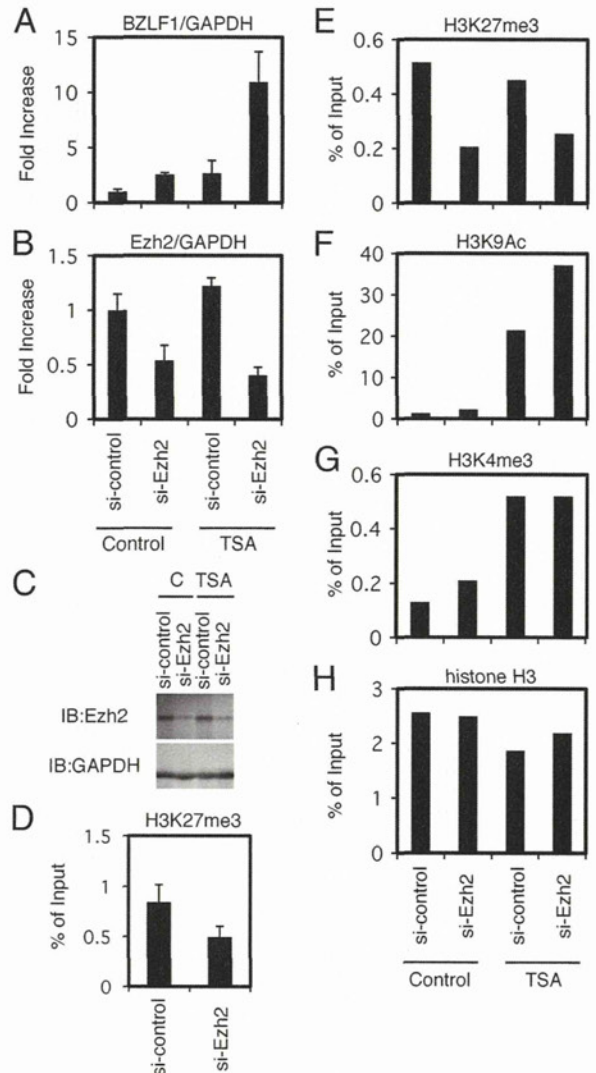 A
BZLF1/GAPDH
Fold Increase
15
10
5
0
B
Ezh2/GAPDH
Fold Increase
1.5
1
0.5
0
si-control
si-Ezh2
si-control
si-Ezh2
Control
TSA
C
C TSA
si-control
si-Ezh2
si-control
si-Ezh2
IB:Ezh2
IB:GAPDH
D
H3K27me3
% of Input
1.5
1
0.5
0
si-control
si-Ezh2
E
H3K27me3
% of Input
0.6
0.4
0.2
0
F
H3K9Ac
% of Input
40
30
20
10
0
G
H3K4me3
% of Input
0.6
0.4
0.2
0
H
histone H3
% of Input
3
2
1
0
si-control
si-Ezh2
si-control
si-Ezh2
Control
TSA